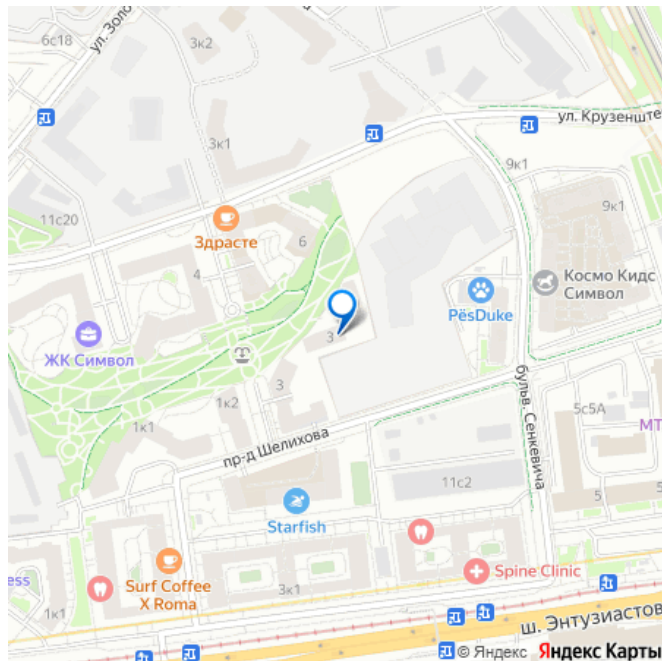 6с18
ул. Золо
3к2
ул. Крузенште
3к1
9к1
11с20
9к1
Здрасте
6
4
Космо Кидс
Символ
PёsDuke
ЖК Символ
3
3
1к2
бульв. Сенкевича
5с5А
1к1
МТ
пр-д Шелихова
11с2
5
5
Starfish
Spine Clinic
ess
Surf Coffee
X Roma
3к1
1к1
ш. Энтузиастов
© Яндекс Яндекс Карты